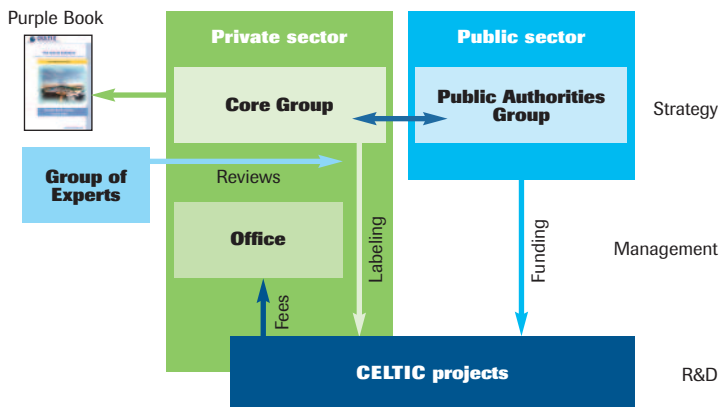 Purple Book
Private sector
Public sector
Core Group
Public Authorities
Group
Strategy
Group of
Experts
Reviews
Office
Labeling
Funding
Management
Fees
CELTIC projects
R&D